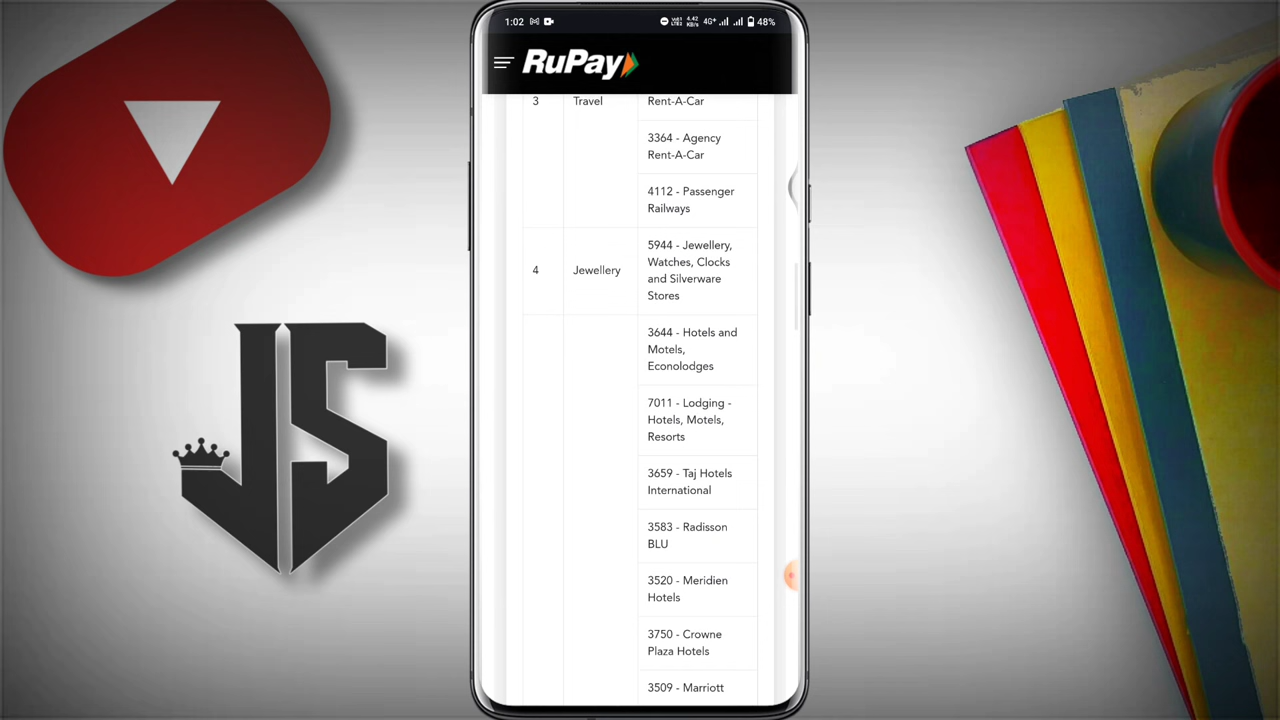 1:02
4G+
48%
RuPay
3 Travel Rent-A-Car
3364 - Agency
Rent-A-Car
4112 - Passenger
Railways
4 Jewellery
5944 - Jewellery,
Watches, Clocks
and Silverware
Stores
3644 - Hotels and
Motels,
Econolodges
7011 - Lodging -
Hotels, Motels,
Resorts
3659 - Taj Hotels
International
3583 - Radisson
BLU
3520 - Meridien
Hotels
3750 - Crowne
Plaza Hotels
3509 - Marriott
JS